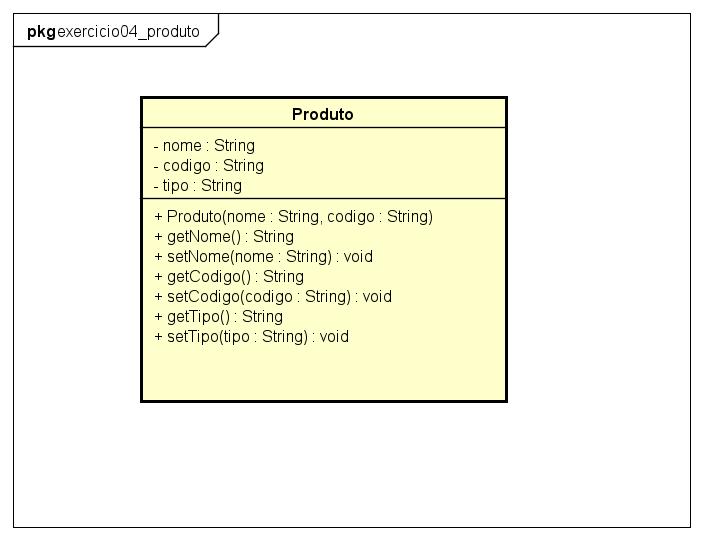 pkg exercicio04_produto
Produto
- nome : String
- codigo : String
- tipo : String
+ Produto(nome : String, codigo : String)
+ getNome() : String
+ setNome(nome : String) : void
+ getCodigo() : String
+ setCodigo(codigo : String) : void
+ getTipo() : String
+ setTipo(tipo : String) : void